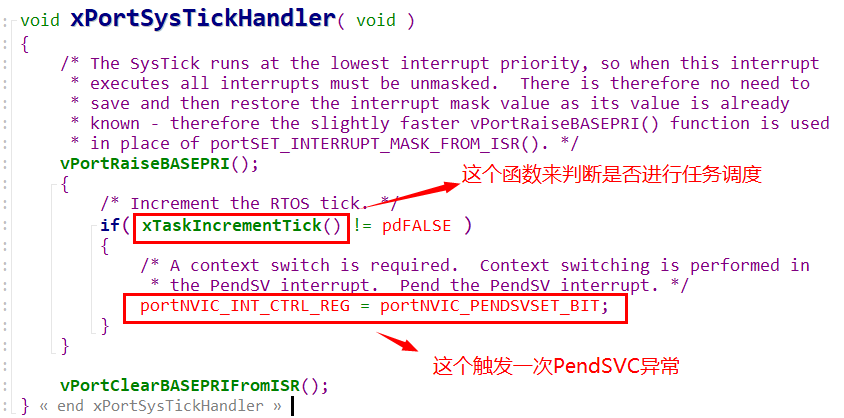 void xPortSysTickHandler( void )
{
/* The SysTick runs at the lowest interrupt priority, so when this interrupt
* executes all interrupts must be unmasked.  There is therefore no need to
* save and then restore the interrupt mask value as its value is already
* known - therefore the slightly faster vPortRaiseBASEPRI() function is used
* in place of portSET_INTERRUPT_MASK_FROM_ISR(). */
vPortRaiseBASEPRI();
这个函数来判断是否进行任务调度
{
/* Increment the RTOS tick. */
if( xTaskIncrementTick() != pdFALSE )
{
/* A context switch is required.  Context switching is performed in
* the PendSV interrupt.  Pend the PendSV interrupt. */
portNVIC_INT_CTRL_REG = portNVIC_PENDSVSET_BIT;
}
}
这个触发一次PendSVC异常
vPortClearBASEPRIFromISR();
} « end xPortSysTickHandler »